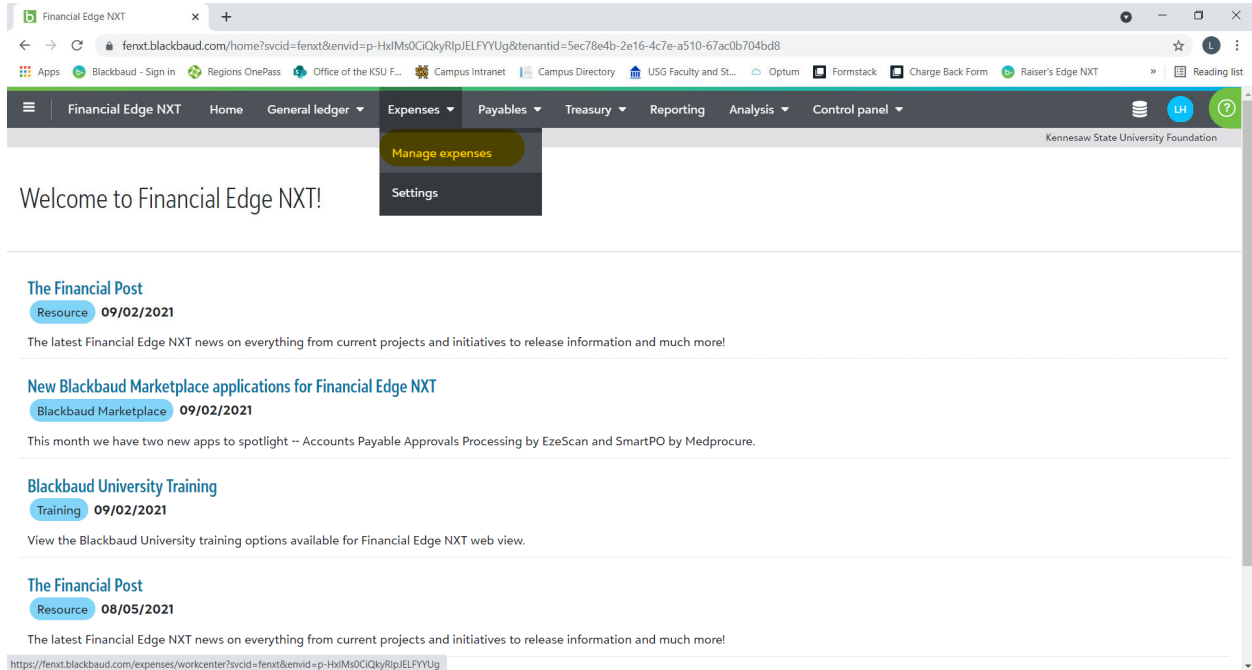 Financial Edge NXT
fenxt.blackbaud.com/home?svcid=fenxt&envid=p-HxIMs0CiQkyRIpJELFYYUg&tenantid=5ec78e4b-2e16-4c7e-a510-67ac0b704bd8
Apps Blackbaud - Sign in Regions OnePass Office of the KSU F... Campus Intranet Campus Directory USG Faculty and St... Optum Formstack Charge Back Form Raiser's Edge NXT » Reading list
Financial Edge NXT Home General ledger Expenses Payables Treasury Reporting Analysis Control panel LH ?
Kennesaw State University Foundation
Manage expenses
Settings
Welcome to Financial Edge NXT!
The Financial Post
Resource 09/02/2021
The latest Financial Edge NXT news on everything from current projects and initiatives to release information and much more!
New Blackbaud Marketplace applications for Financial Edge NXT
Blackbaud Marketplace 09/02/2021
This month we have two new apps to spotlight -- Accounts Payable Approvals Processing by EzeScan and SmartPO by Medprocure.
Blackbaud University Training
Training 09/02/2021
View the Blackbaud University training options available for Financial Edge NXT web view.
The Financial Post
Resource 08/05/2021
The latest Financial Edge NXT news on everything from current projects and initiatives to release information and much more!
https://fenxt.blackbaud.com/expenses/workcenter?svcid=fenxt&envid=p-HxIMs0CiQkyRIpJELFYYUg